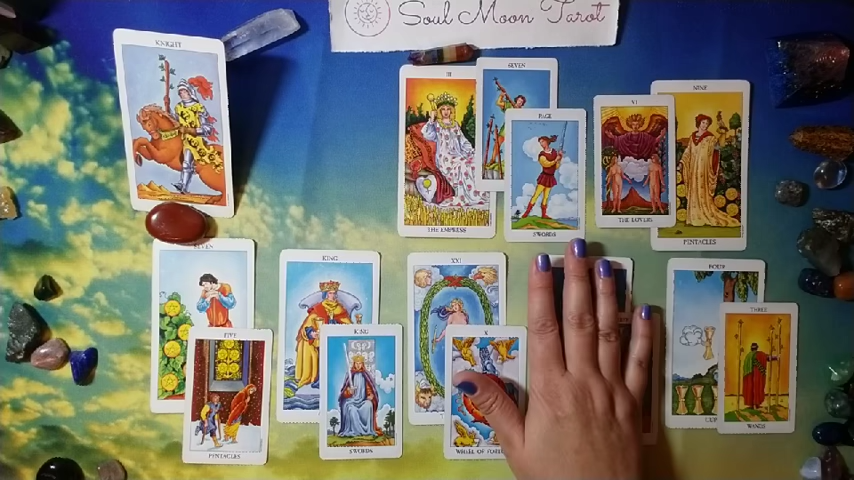 Soul Moon Tarot
KNIGHT
III
THE EMPRESS
SEVEN
PAGE
SWORDS
VI
THE LOVERS
NINE
PENTACLES
SEVEN
FIVE
PENTACLES
KING
KING
SWORDS
XXI
X
WHEEL OF
FOUR
CUP
THREE
WANDS